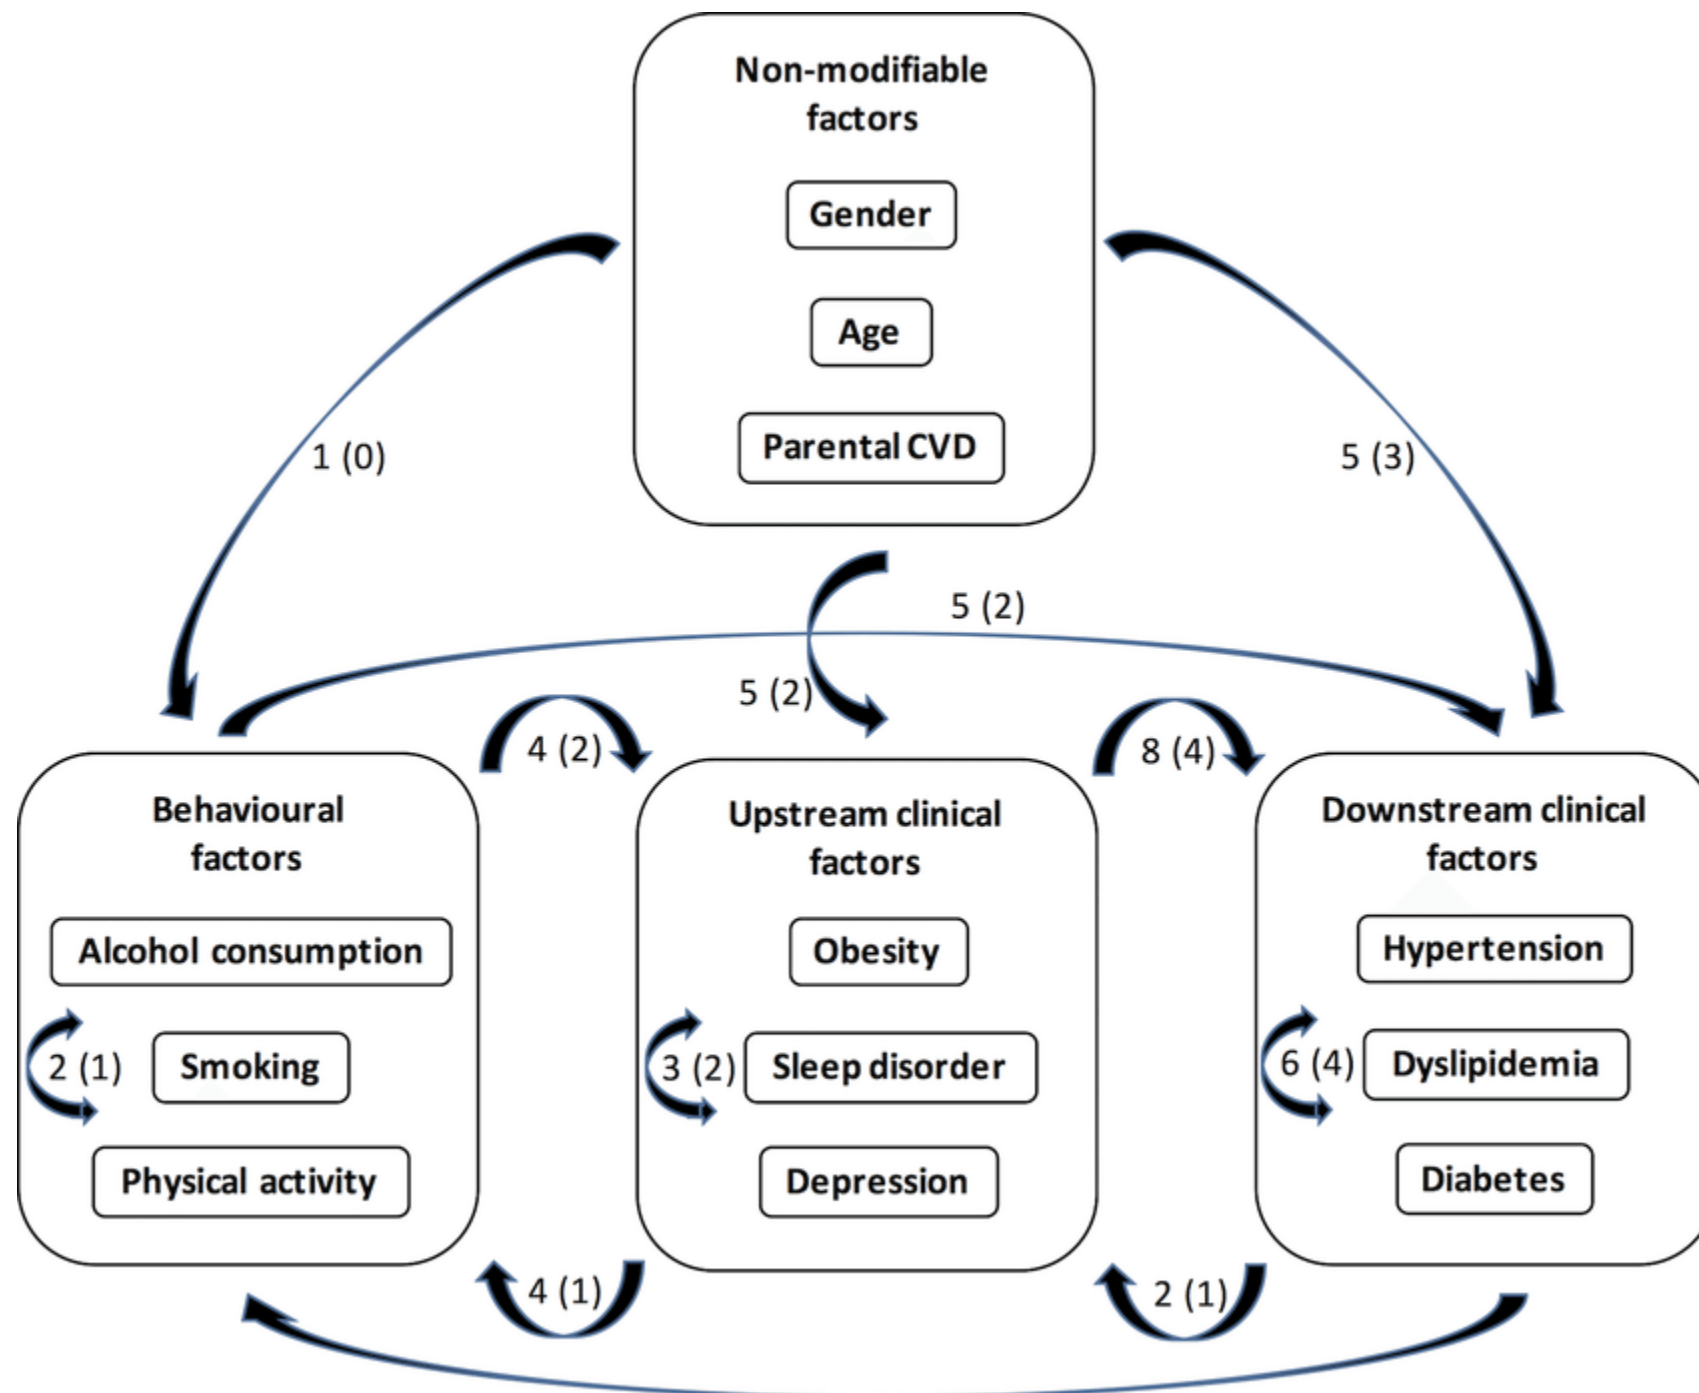 Non-modifiable
factors
Gender
Age
Parental CVD
1 (0)
5 (3)
5 (2)
5 (2)
4 (2)
8 (4)
Behavioural
factors
Alcohol consumption
2 (1)
Smoking
Physical activity
Upstream clinical
factors
Obesity
3 (2)
Sleep disorder
Depression
Downstream clinical
factors
Hypertension
6 (4)
Dyslipidemia
Diabetes
4 (1)
2 (1)